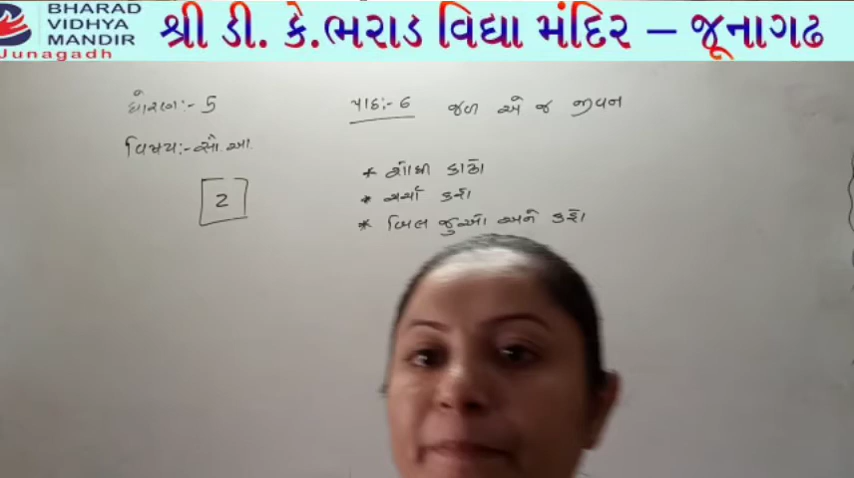 BHARAD
VIDHYA
MANDIR
Junagadh
શ્રી ડી. કે.ભરાડ વિદ્યા મંદિર – જૂનાગઢ
ધોરણ:- 5
પાઠ:- 6 જળ એ જ જીવન
વિષય:- સૌ.આ.
* શોધી કાઢો
2
* ચર્ચા કરો
* બિલ જુઓ અને કહો